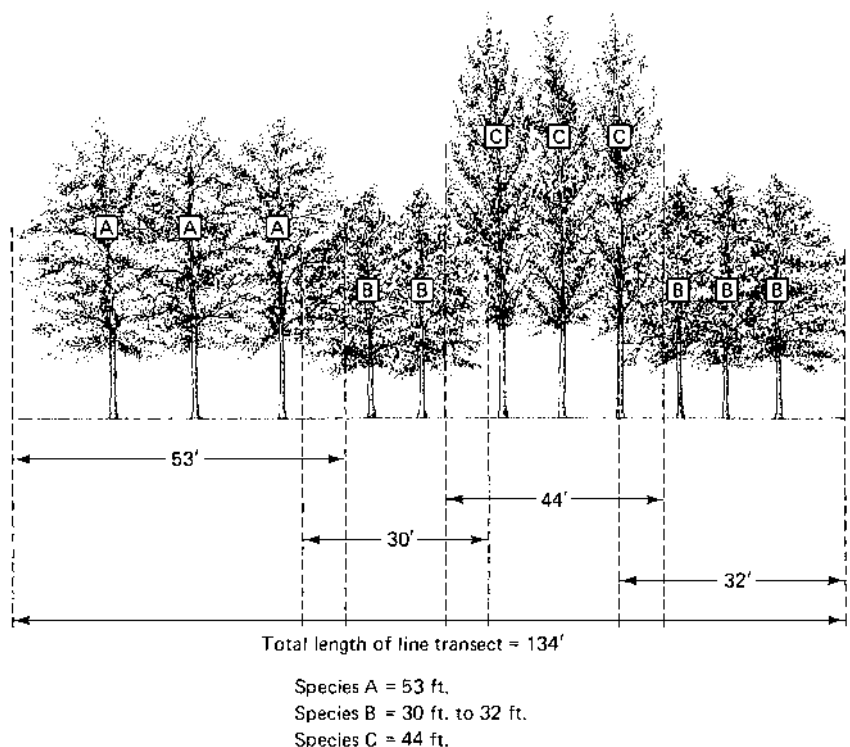 C C C
A A A
B B B B B
53'
44'
30'
32'
Total length of line transect = 134'
Species A = 53 ft.
Species B = 30 ft. to 32 ft.
Species C = 44 ft.